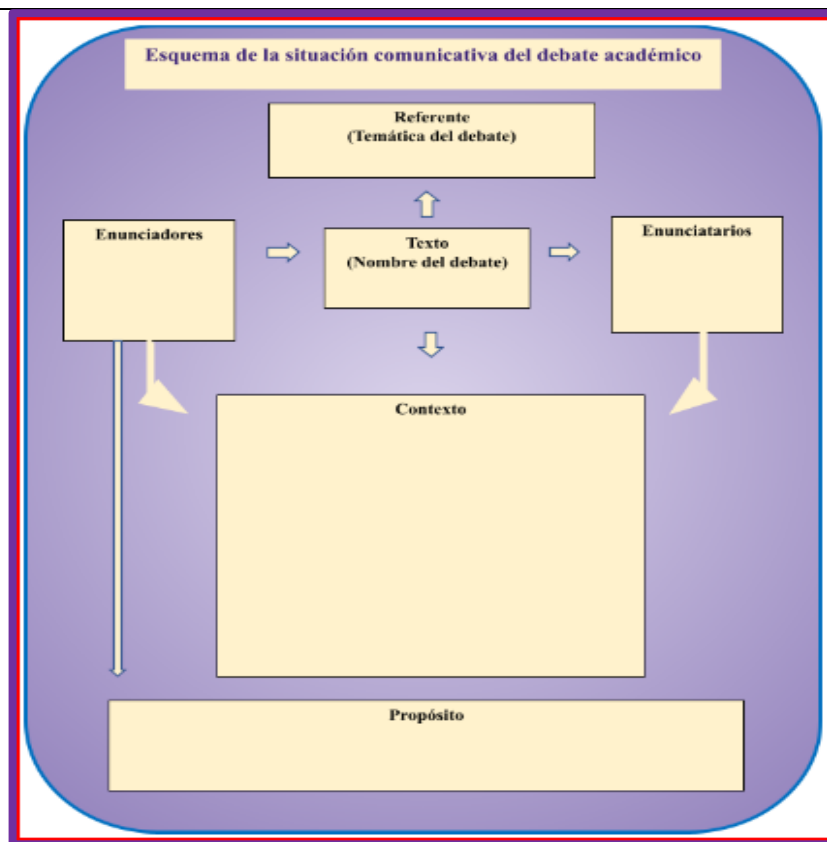 Esquema de la situación comunicativa del debate académico
Referente
(Temática del debate)
Enunciadores
Texto
(Nombre del debate)
Enunciatarios
Contexto
Propósito